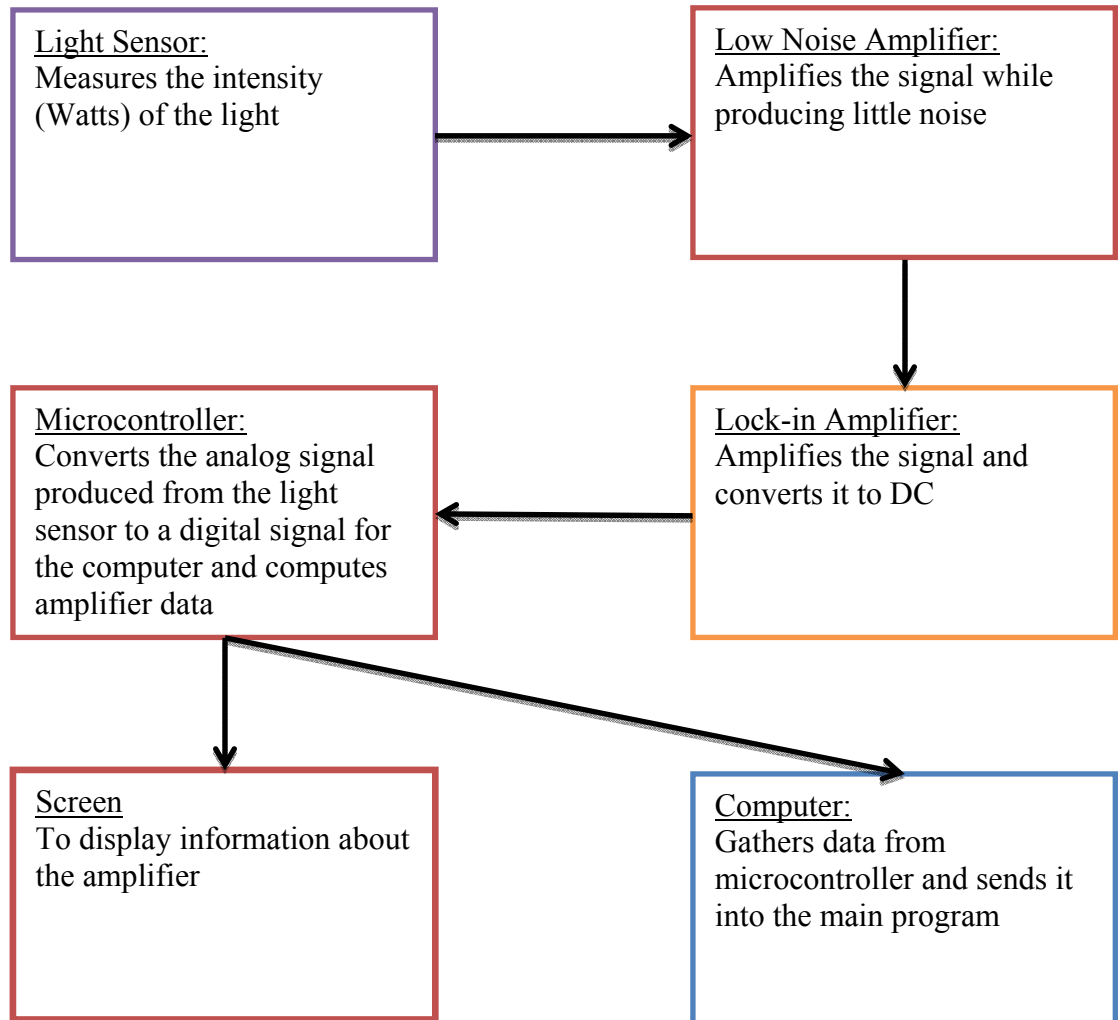 Light Sensor:
Measures the intensity
(Watts) of the light
Low Noise Amplifier:
Amplifies the signal while
producing little noise
Microcontroller:
Converts the analog signal
produced from the light
sensor to a digital signal for
the computer and computes
amplifier data
Lock-in Amplifier:
Amplifies the signal and
converts it to DC
Screen
To display information about
the amplifier
Computer:
Gathers data from
microcontroller and sends it
into the main program